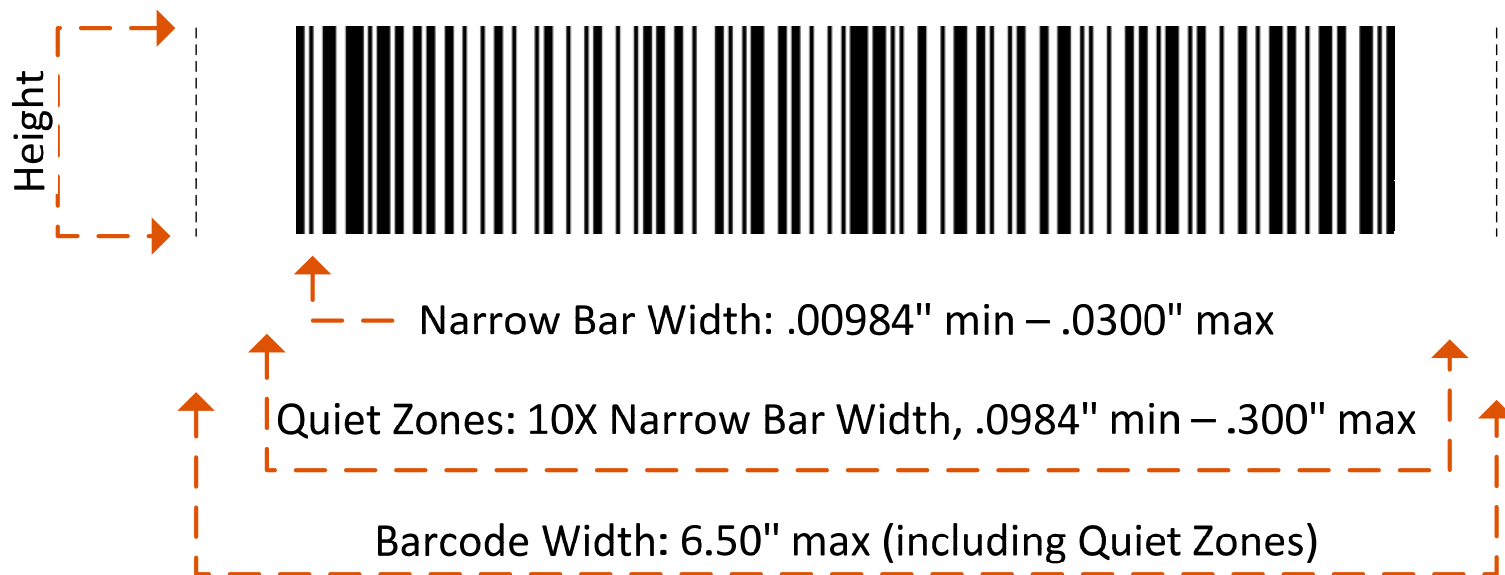 Height
Narrow Bar Width: .00984" min – .0300" max
Quiet Zones: 10X Narrow Bar Width, .0984" min – .300" max
Barcode Width: 6.50" max (including Quiet Zones)